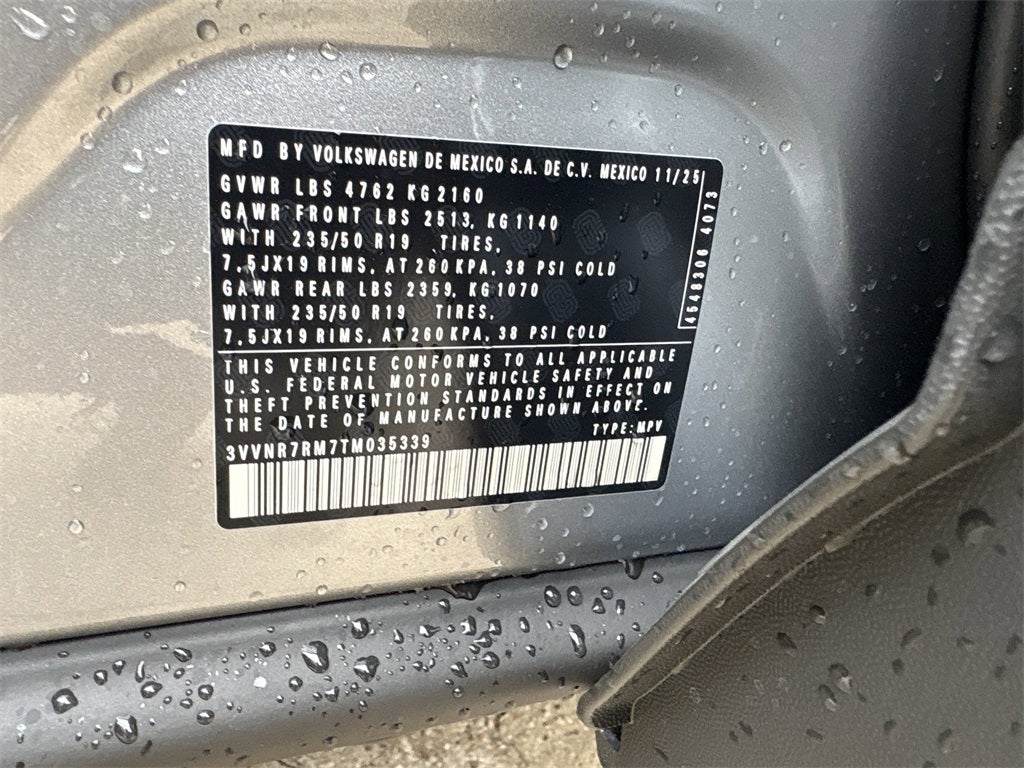 MFD BY VOLKSWAGEN DE MEXICO S.A. DE C.V. MEXICO 11/25
GVWR LBS 4762 KG 2160
GAWR FRONT LBS 2513, KG 1140
WITH 235/50 R19 TIRES,
7,5JX19 RIMS, AT 260 KPA, 38 PSI COLD
GAWR REAR LBS 2359, KG 1070
WITH 235/50 R19 TIRES,
7,5JX19 RIMS, AT 260 KPA, 38 PSI COLD
4548306 4073
THIS VEHICLE CONFORMS TO ALL APPLICABLE
U.S. FEDERAL MOTOR VEHICLE SAFETY AND
THEFT PREVENTION STANDARDS IN EFFECT ON
THE DATE OF MANUFACTURE SHOWN ABOVE.
3VVNR7RM7TM035339 TYPE: MPV